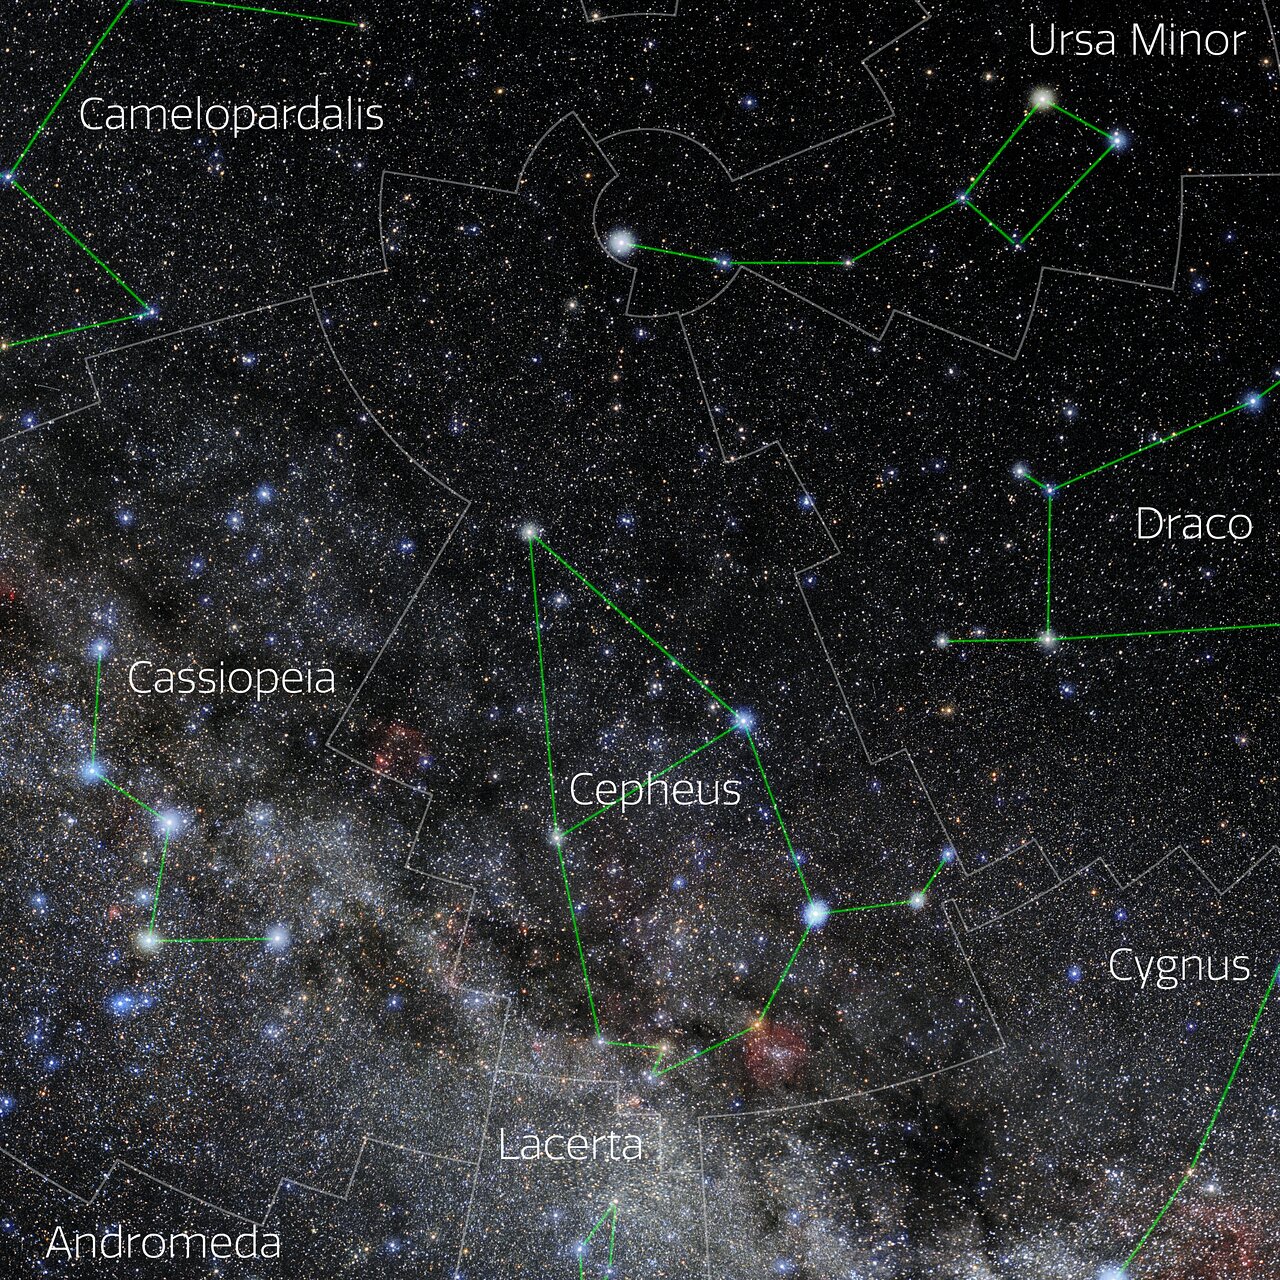 Ursa Minor
Camelopardalis
Draco
Cassiopeia
Cepheus
Cygnus
Lacerta
Andromeda